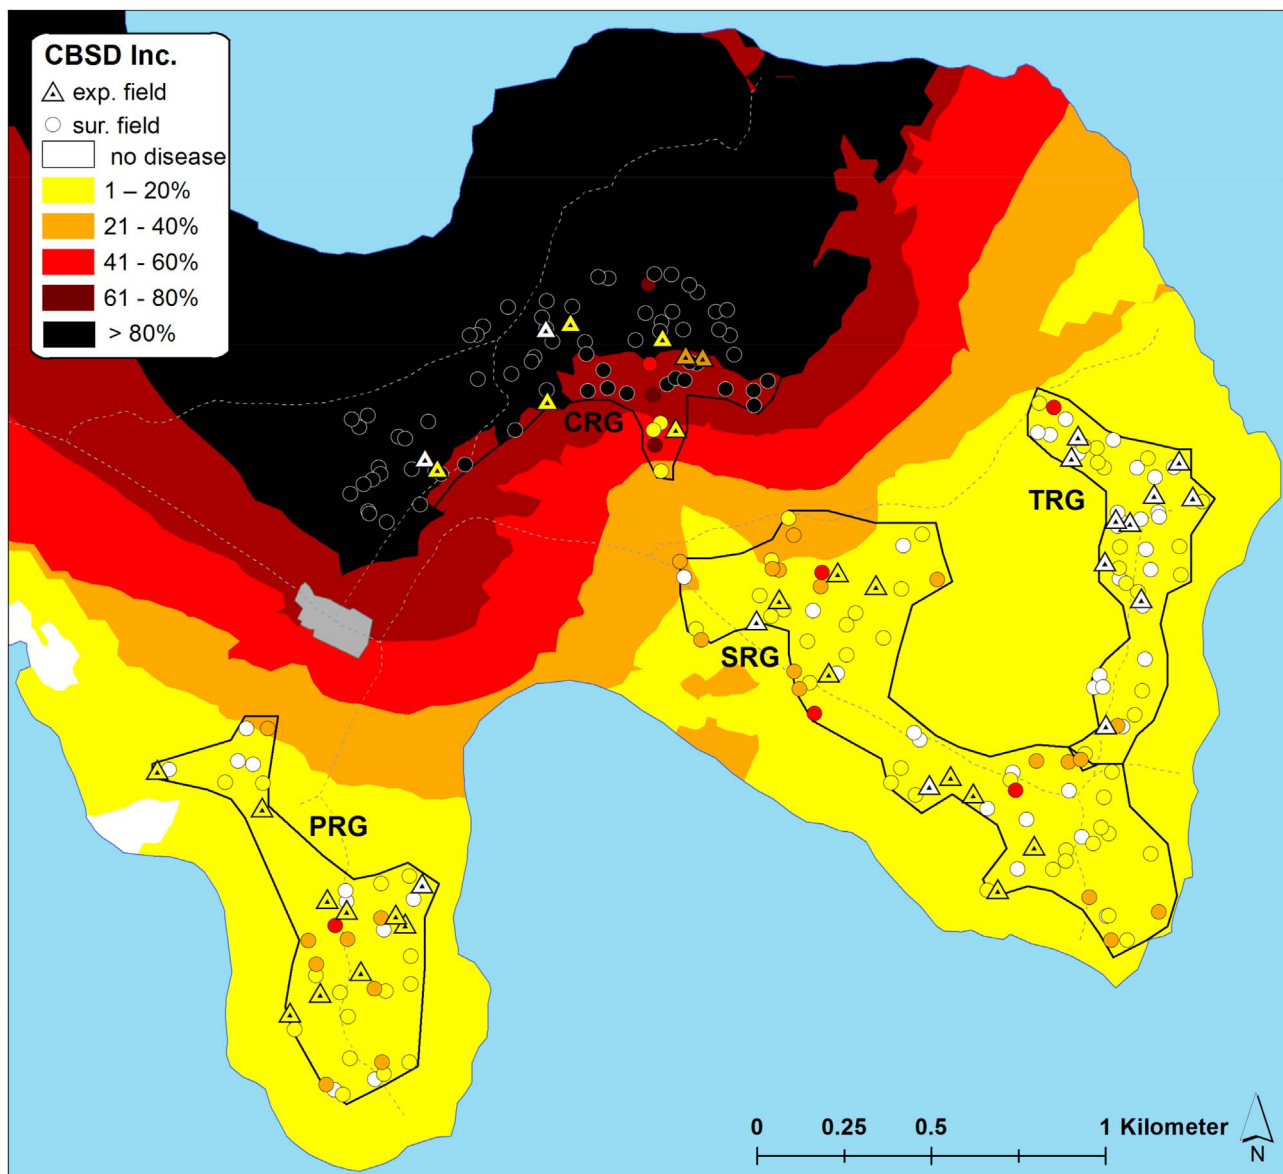 CBSD Inc.
exp. field
sur. field
no disease
1 – 20%
21 - 40%
41 - 60%
61 - 80%
> 80%
CRG
TRG
SRG
PRG
0 0.25 0.5 1 Kilometer
N